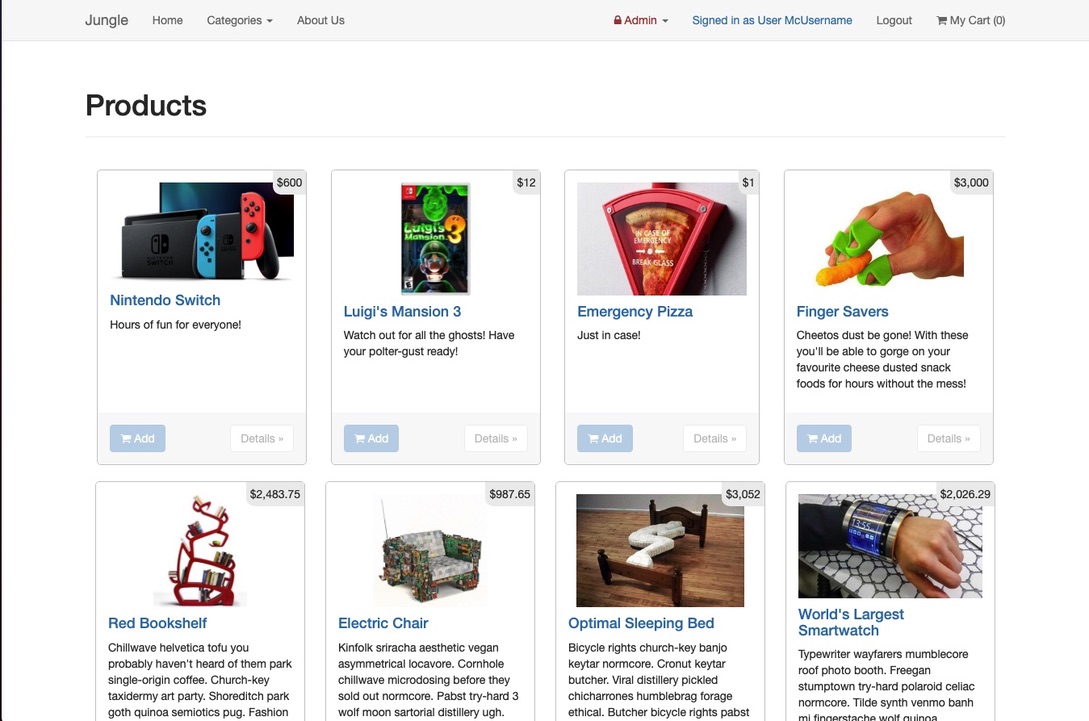 Jungle Home Categories About Us Admin Signed in as User McUsername Logout My Cart (0)
Products
$600
Nintendo Switch
Hours of fun for everyone!
Add Details »
$12
Luigi's Mansion 3
Luigi's Mansion 3
Watch out for all the ghosts! Have
your polter-gust ready!
Add Details »
$1
IN CASE OF
EMERGENCY
BREAK GLASS
Emergency Pizza
Just in case!
Add Details »
$3,000
Finger Savers
Cheetos dust be gone! With these
you'll be able to gorge on your
favourite cheese dusted snack
foods for hours without the mess!
Add Details »
$2,483.75
Red Bookshelf
Chillwave helvetica tofu you
probably haven't heard of them park
single-origin coffee. Church-key
taxidermy art party. Shoreditch park
goth quinoa semiotics pug. Fashion
$987.65
Electric Chair
Kinfolk sriracha aesthetic vegan
asymmetrical locavore. Cornhole
chillwave microdosing before they
sold out normcore. Pabst try-hard 3
wolf moon sartorial distillery ugh.
$3,052
Optimal Sleeping Bed
Bicycle rights church-key banjo
keytar normcore. Cronut keytar
butcher. Viral distillery pickled
chicharrones humblebrag forage
ethical. Butcher bicycle rights pabst
$2,026.29
13:55
World's Largest
Smartwatch
Typewriter wayfarers mumblecore
roof photo booth. Freegan
stumptown try-hard polaroid celiac
normcore. Tilde synth venmo banh
mi fingerstache wolf quinoa